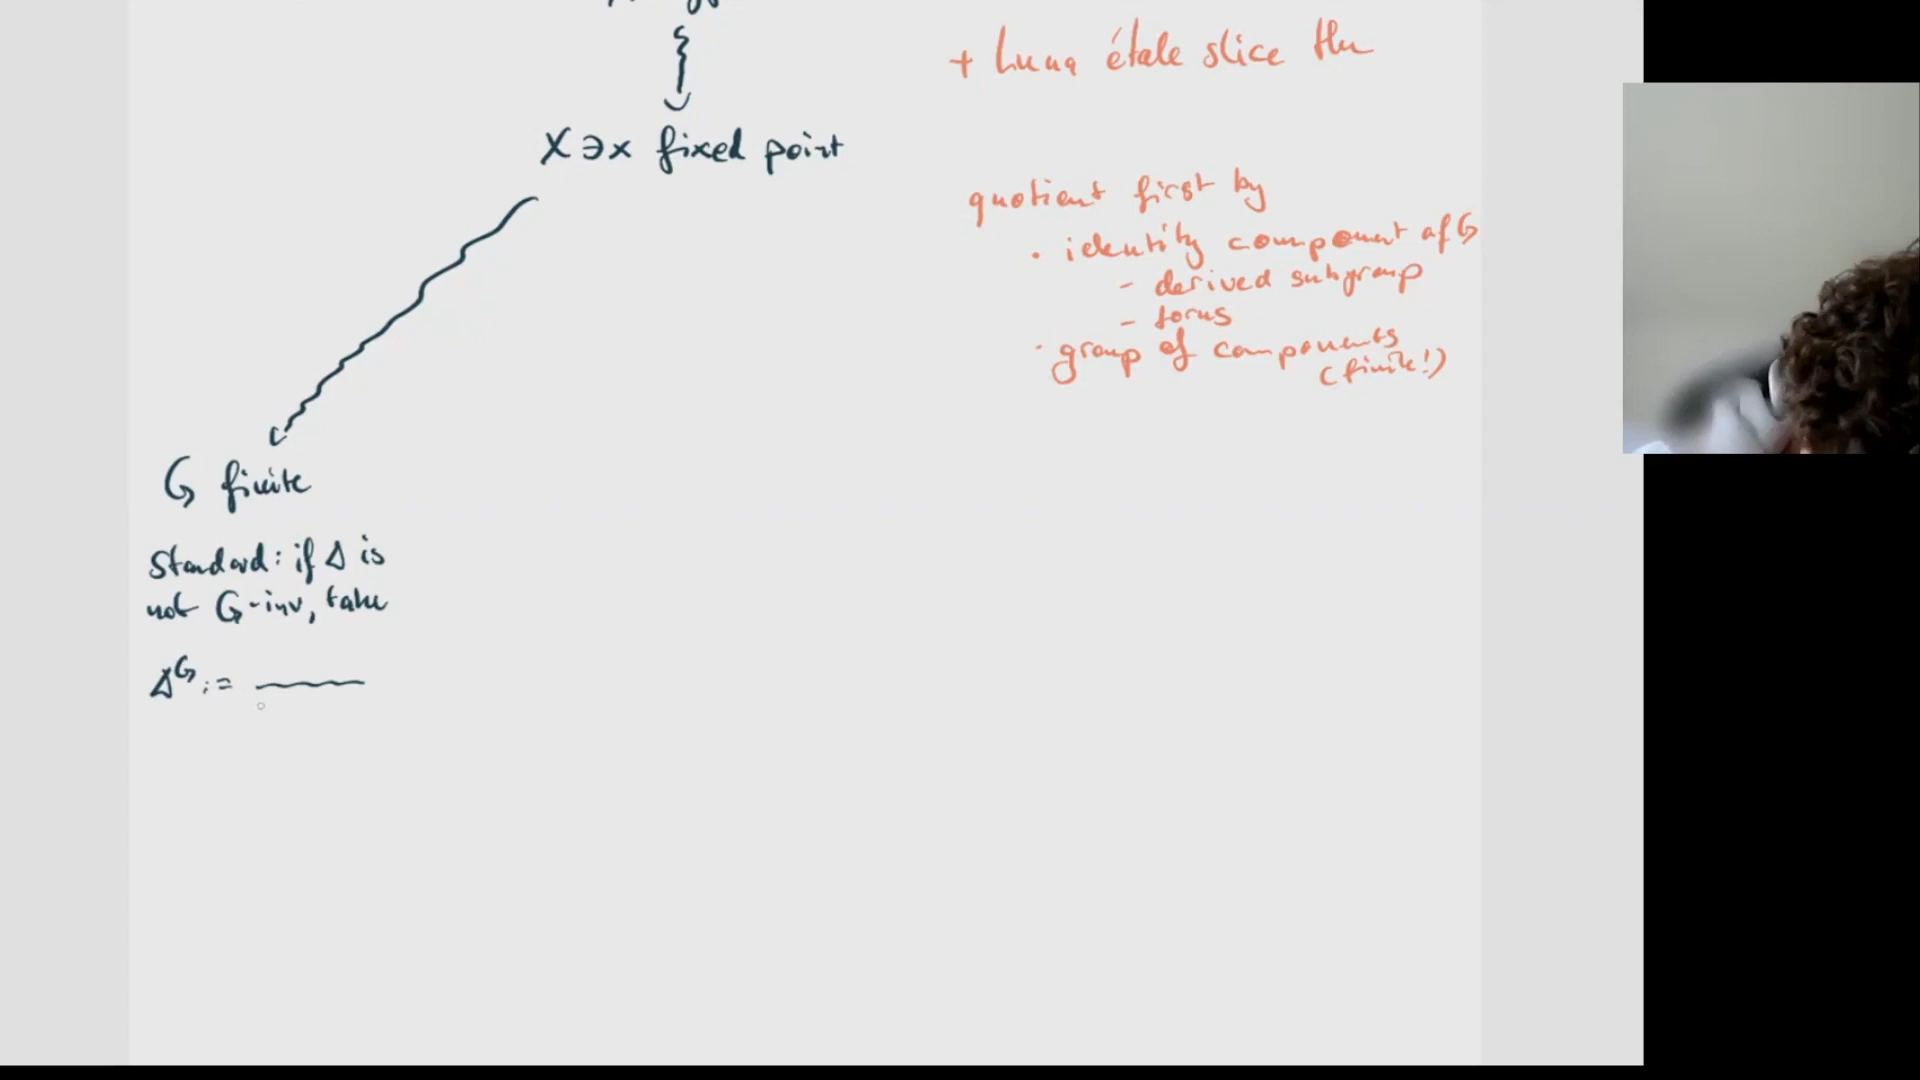 + Luna étale slice thm
X∋x fixed point
quotient first by
• identity component of G
- derived subgroup
- torus
• group of components
(finite!)
G finite
Standard: if Δ is
not G-inv, take
Δ^G :=